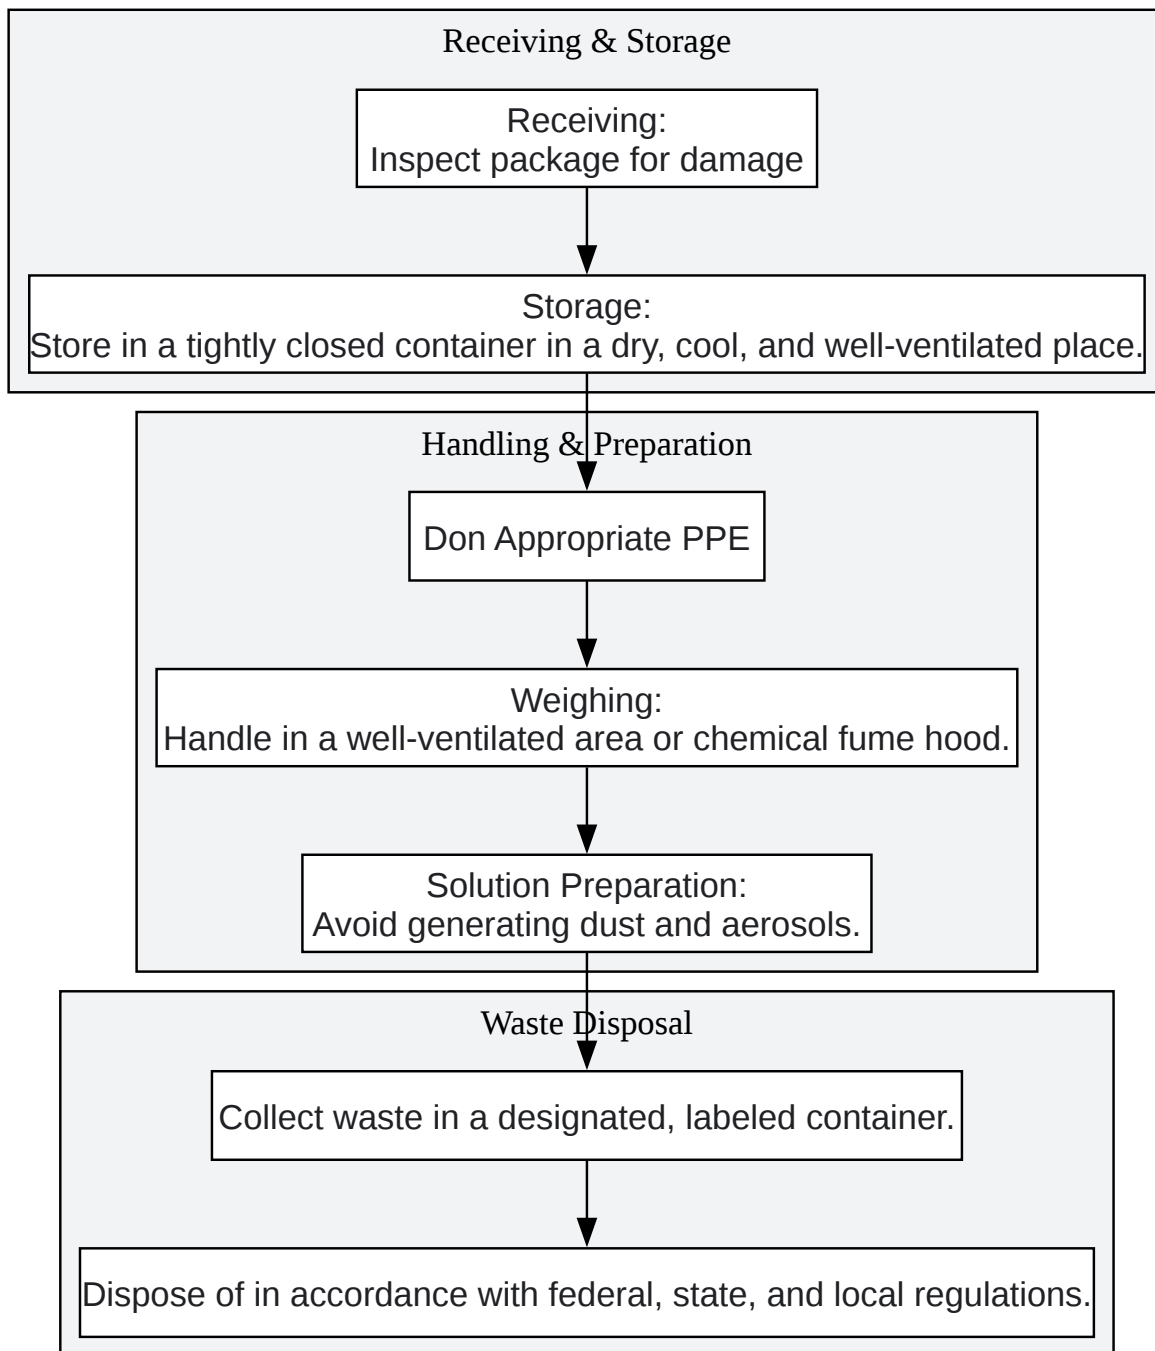 Receiving & Storage
Receiving:
Inspect package for damage
Storage:
Store in a tightly closed container in a dry, cool, and well-ventilated place.
Handling & Preparation
Don Appropriate PPE
Weighing:
Handle in a well-ventilated area or chemical fume hood.
Solution Preparation:
Avoid generating dust and aerosols.
Waste Disposal
Collect waste in a designated, labeled container.
Dispose of in accordance with federal, state, and local regulations.